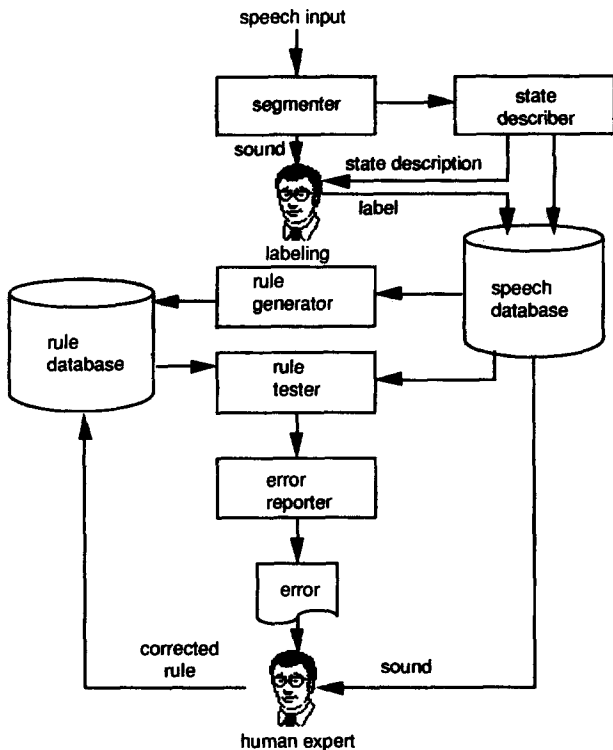 speech input
segmenter
state
describer
sound
state description
label
labeling
rule
generator
speech
database
rule
database
rule
tester
error
reporter
error
corrected
rule
sound
human expert